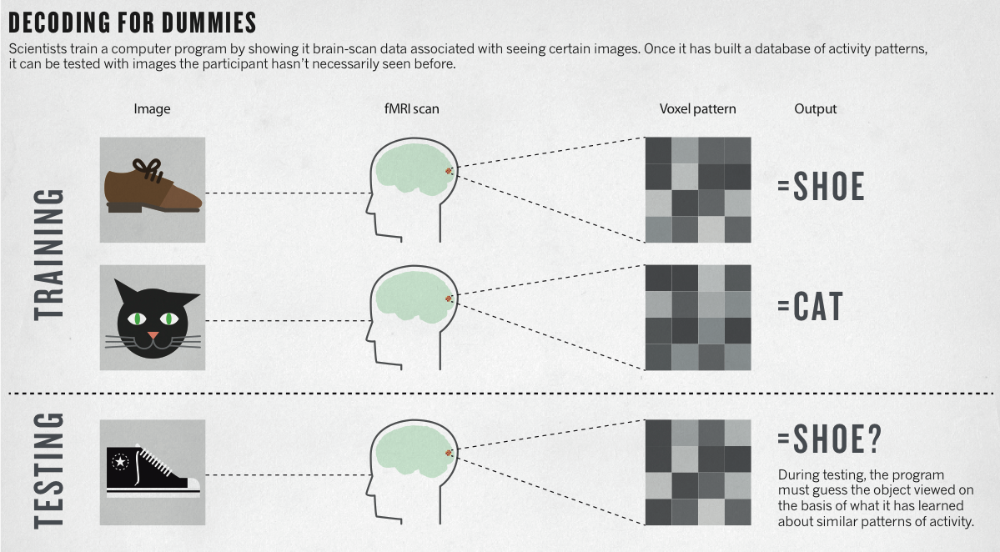 DECODING FOR DUMMIES
Scientists train a computer program by showing it brain-scan data associated with seeing certain images. Once it has built a database of activity patterns,
it can be tested with images the participant hasn’t necessarily seen before.
Image fMRI scan Voxel pattern Output
TRAINING
=SHOE
=CAT
TESTING
=SHOE?
During testing, the program
must guess the object viewed on
the basis of what it has learned
about similar patterns of activity.